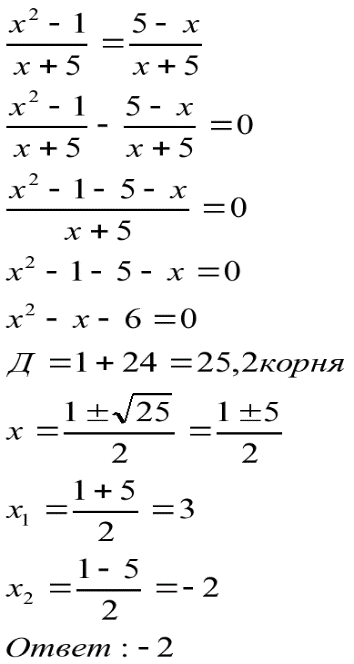 (x² - 1)/(x + 5) = (5 - x)/(x + 5)
(x² - 1)/(x + 5) - (5 - x)/(x + 5) = 0
(x² - 1 - 5 - x)/(x + 5) = 0
x² - 1 - 5 - x = 0
x² - x - 6 = 0
Д = 1 + 24 = 25, 2 корня
x = (1 ± √25)/2 = (1 ± 5)/2
x₁ = (1 + 5)/2 = 3
x₂ = (1 - 5)/2 = - 2
Ответ : - 2